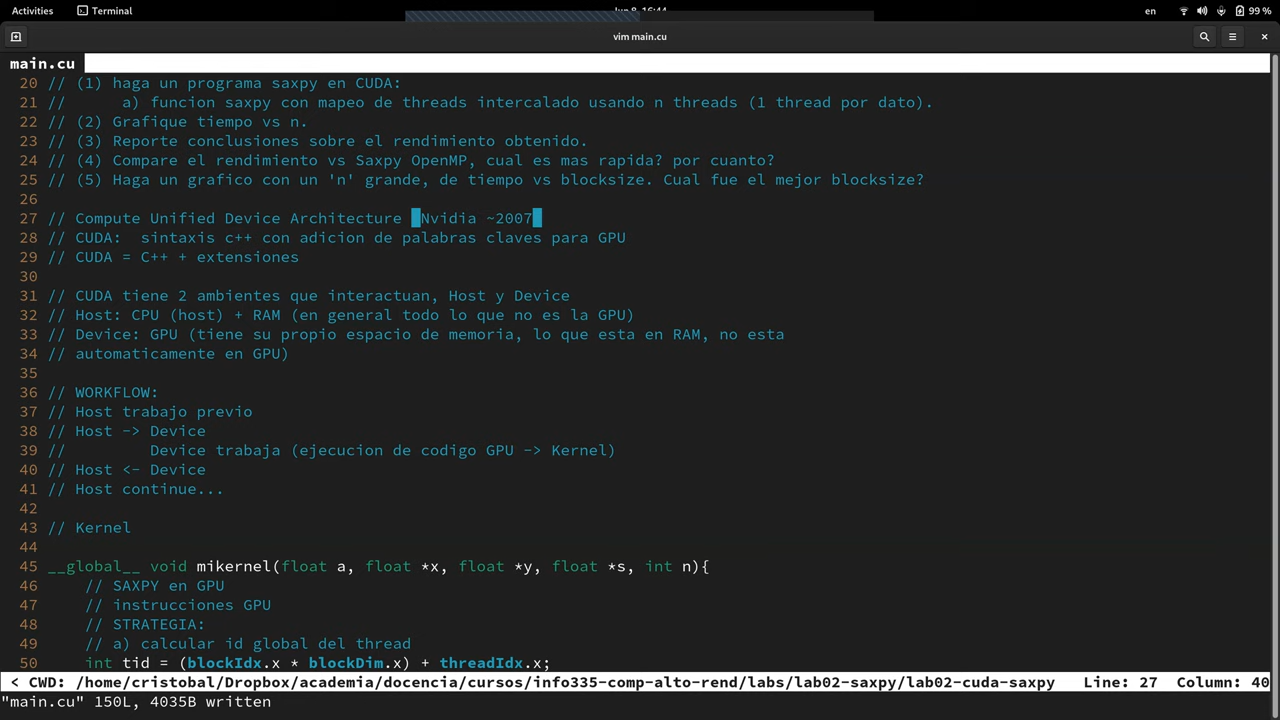 Activities Terminal en 99 %
vim main.cu
main.cu
20 // (1) haga un programa saxpy en CUDA:
21 //      a) funcion saxpy con mapeo de threads intercalado usando n threads (1 thread por dato).
22 // (2) Grafique tiempo vs n.
23 // (3) Reporte conclusiones sobre el rendimiento obtenido.
24 // (4) Compare el rendimiento vs Saxpy OpenMP, cual es mas rapida? por cuanto?
25 // (5) Haga un grafico con un 'n' grande, de tiempo vs blocksize. Cual fue el mejor blocksize?
26
27 // Compute Unified Device Architecture Nvidia ~2007
28 // CUDA:  sintaxis c++ con adicion de palabras claves para GPU
29 // CUDA = C++ + extensiones
30
31 // CUDA tiene 2 ambientes que interactuan, Host y Device
32 // Host: CPU (host) + RAM (en general todo lo que no es la GPU)
33 // Device: GPU (tiene su propio espacio de memoria, lo que esta en RAM, no esta
34 // automaticamente en GPU)
35
36 // WORKFLOW:
37 // Host trabajo previo
38 // Host -> Device
39 //         Device trabaja (ejecucion de codigo GPU -> Kernel)
40 // Host <- Device
41 // Host continue...
42
43 // Kernel
44
45 __global__ void mikernel(float a, float *x, float *y, float *s, int n){
46     // SAXPY en GPU
47     // instrucciones GPU
48     // STRATEGIA:
49     // a) calcular id global del thread
50     int tid = (blockIdx.x * blockDim.x) + threadIdx.x;
< CWD: /home/cristobal/Dropbox/academia/docencia/cursos/info335-comp-alto-rend/labs/lab02-saxpy/lab02-cuda-saxpy Line: 27 Column: 40
"main.cu" 150L, 4035B written